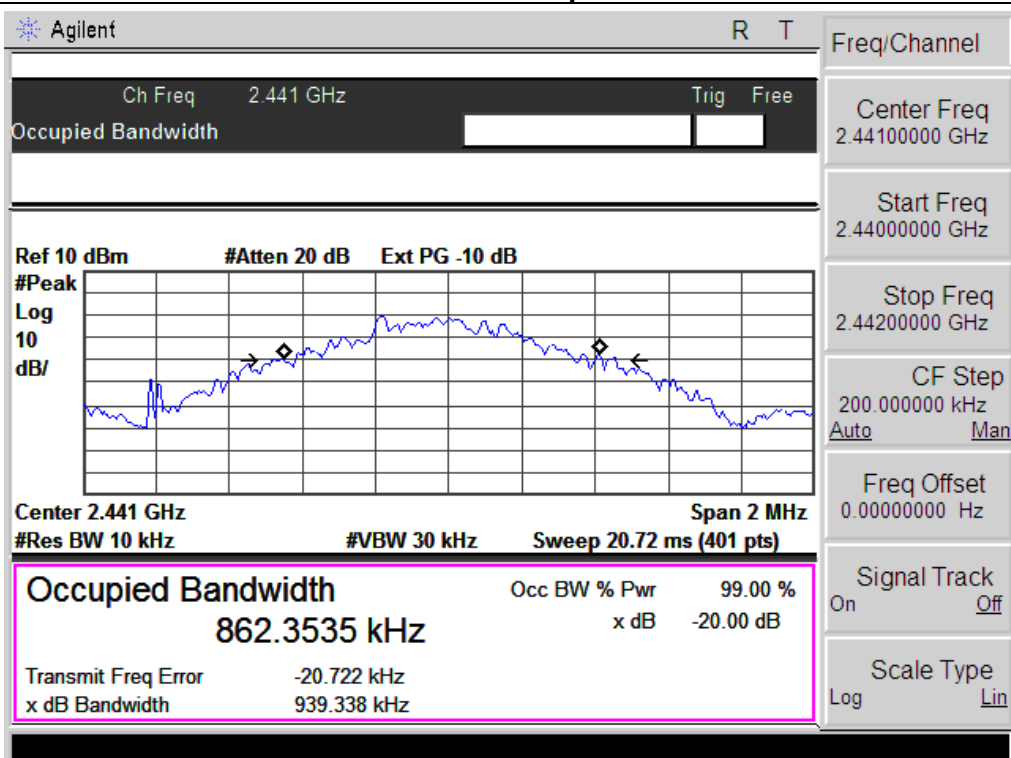 Agilent R T
Ch Freq 2.441 GHz Trig Free
Occupied Bandwidth
Ref 10 dBm #Atten 20 dB Ext PG -10 dB
#Peak
Log
10
dB/
Center 2.441 GHz Span 2 MHz
#Res BW 10 kHz #VBW 30 kHz Sweep 20.72 ms (401 pts)
Occupied Bandwidth Occ BW % Pwr 99.00 %
862.3535 kHz x dB -20.00 dB
Transmit Freq Error -20.722 kHz
x dB Bandwidth 939.338 kHz
Freq/Channel
Center Freq
2.44100000 GHz
Start Freq
2.44000000 GHz
Stop Freq
2.44200000 GHz
CF Step
200.000000 kHz
Auto Man
Freq Offset
0.00000000 Hz
Signal Track
On Off
Scale Type
Log Lin